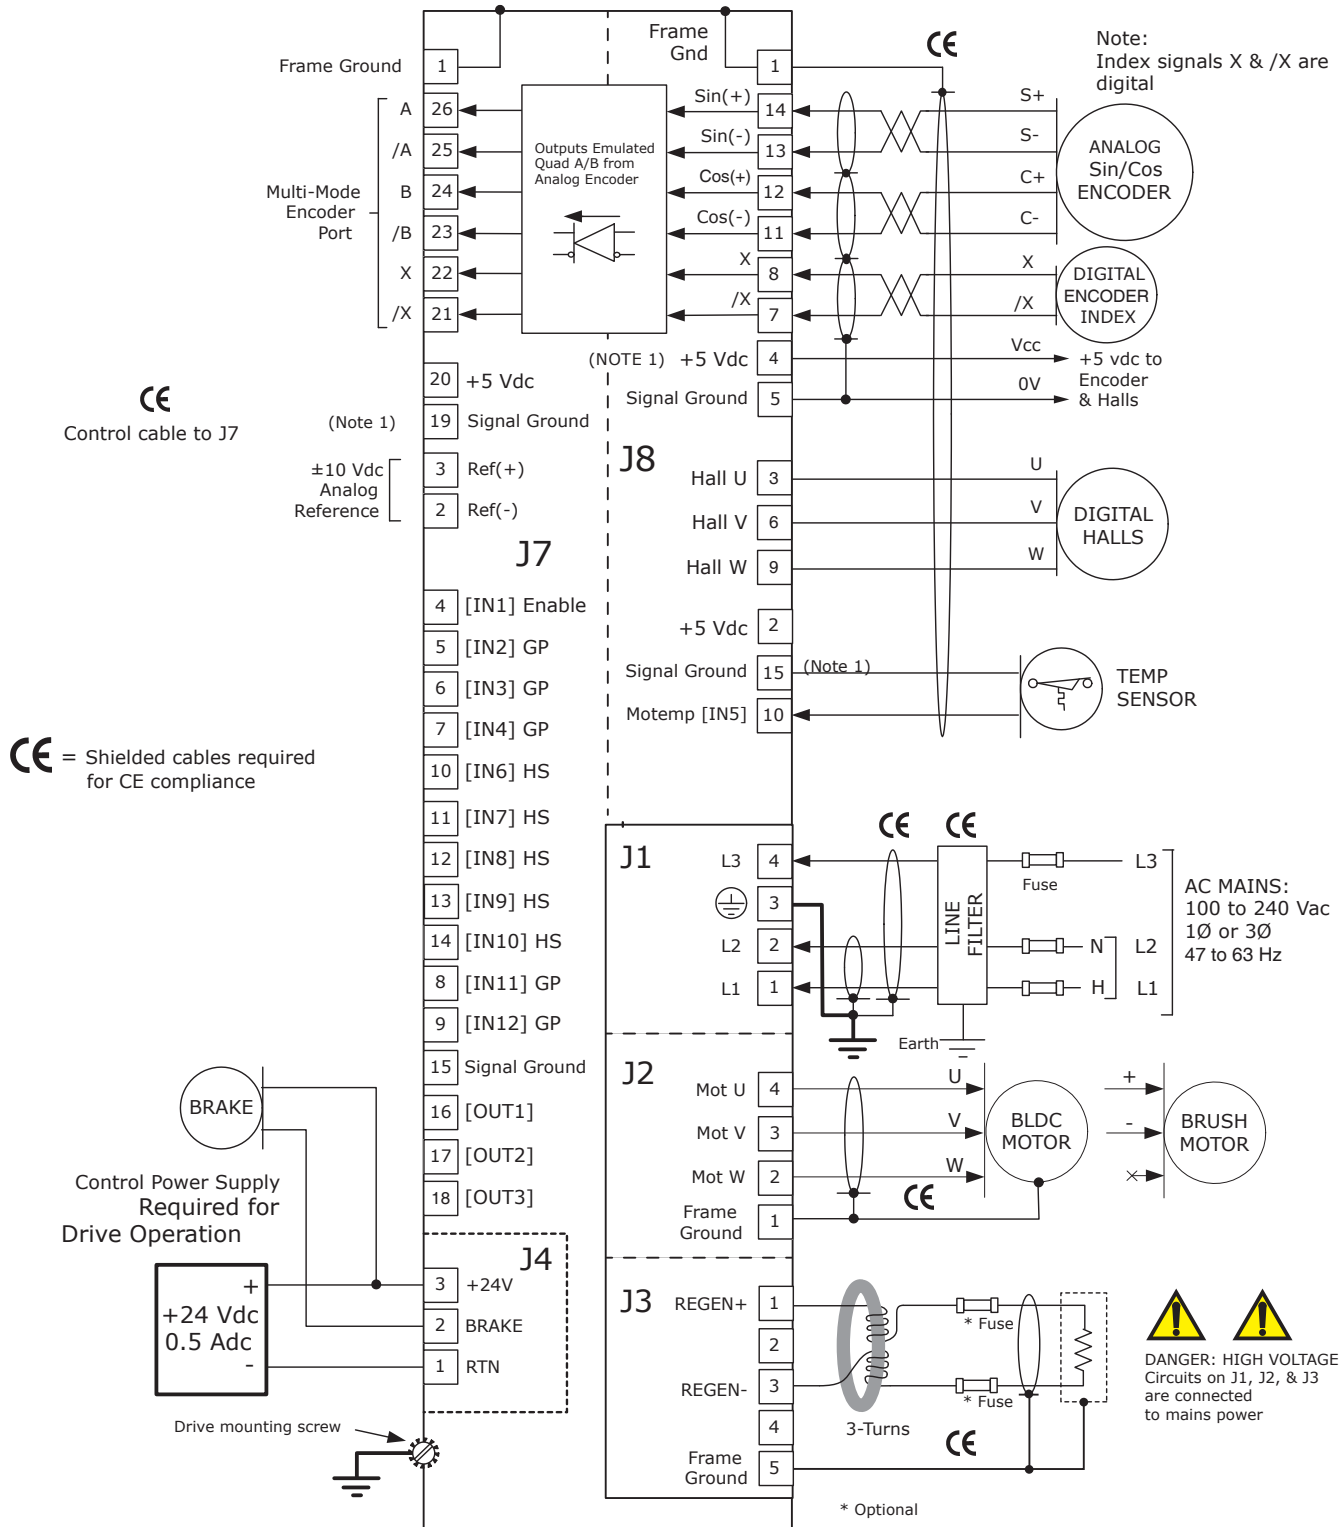 Frame Ground
1
A
26
/A
25
B
24
/B
23
X
22
/X
21
Multi-Mode
Encoder
Port
Outputs Emulated
Quad A/B from
Analog Encoder
Frame
Gnd
1
Sin(+)
14
Sin(-)
13
Cos(+)
12
Cos(-)
11
X
8
/X
7
CE
Note:
Index signals X & /X are
digital
S+
S-
C+
C-
ANALOG
Sin/Cos
ENCODER
X
/X
DIGITAL
ENCODER
INDEX
(NOTE 1) +5 Vdc
4
Vcc
Signal Ground
5
0V
+5 vdc to
Encoder
& Halls
20 +5 Vdc
(Note 1) 19 Signal Ground
CE
Control cable to J7
±10 Vdc
Analog
Reference
3 Ref(+)
2 Ref(-)
J7
J8
Hall U 3 U
Hall V 6 V
Hall W 9 W
DIGITAL
HALLS
+5 Vdc 2
Signal Ground 15 (Note 1)
Motemp [IN5] 10
TEMP
SENSOR
4 [IN1] Enable
5 [IN2] GP
6 [IN3] GP
7 [IN4] GP
10 [IN6] HS
11 [IN7] HS
12 [IN8] HS
13 [IN9] HS
14 [IN10] HS
8 [IN11] GP
9 [IN12] GP
15 Signal Ground
16 [OUT1]
17 [OUT2]
18 [OUT3]
CE = Shielded cables required
for CE compliance
J1
CE CE
L3 4
3
L2 2
L1 1
LINE
FILTER
Fuse
L3
N L2
H L1
AC MAINS:
100 to 240 Vac
1Ø or 3Ø
47 to 63 Hz
Earth
J2
Mot U 4 U
Mot V 3 V
Mot W 2 W
Frame
Ground
1
CE
BLDC
MOTOR
+
-
BRUSH
MOTOR
BRAKE
Control Power Supply
Required for
Drive Operation
+
+24 Vdc
0.5 Adc
-
J4
3 +24V
2 BRAKE
1 RTN
Drive mounting screw
J3
REGEN+ 1
2
REGEN- 3
4
Frame
Ground
5
* Fuse
* Fuse
3-Turns
CE
* Optional
DANGER: HIGH VOLTAGE
Circuits on J1, J2, & J3
are connected
to mains power